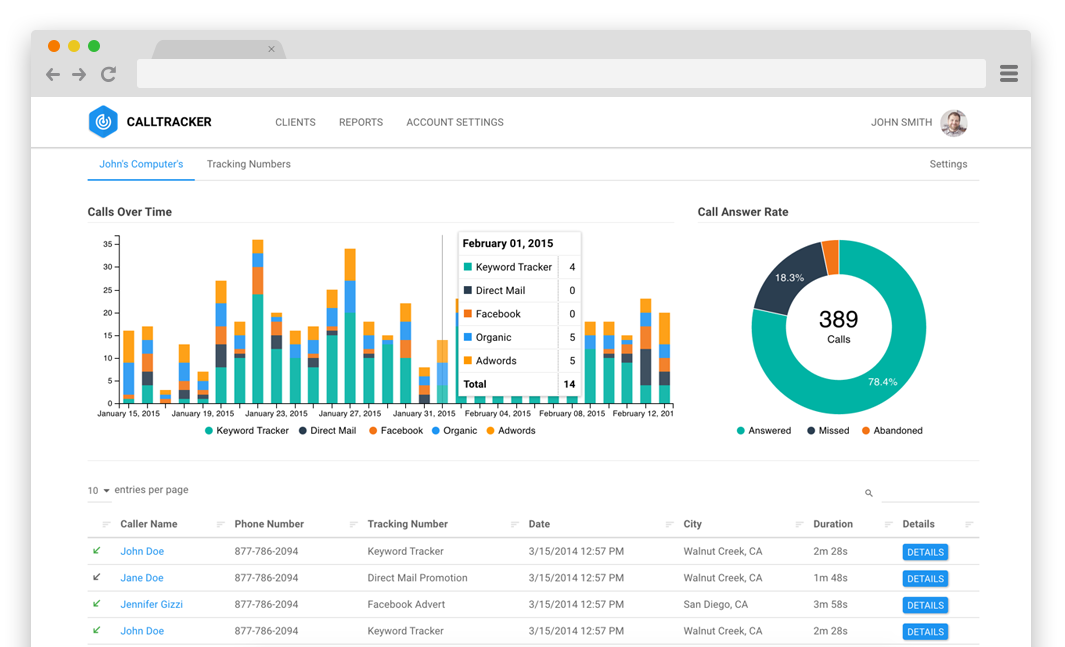 CALLTRACKER CLIENTS REPORTS ACCOUNT SETTINGS JOHN SMITH
John's Computer's Tracking Numbers Settings
Calls Over Time
35
30
25
20
15
10
5
0
January 15, 2015 January 19, 2015 January 23, 2015 January 27, 2015 January 31, 2015 February 04, 2015 February 08, 2015 February 12, 201
Keyword Tracker Direct Mail Facebook Organic Adwords
February 01, 2015
Keyword Tracker 4
Direct Mail 0
Facebook 0
Organic 5
Adwords 5
Total 14
Call Answer Rate
18.3%
389
Calls
78.4%
Answered Missed Abandoned
10 entries per page
Caller Name Phone Number Tracking Number Date City Duration Details
John Doe 877-786-2094 Keyword Tracker 3/15/2014 12:57 PM Walnut Creek, CA 2m 28s DETAILS
Jane Doe 877-786-2094 Direct Mail Promotion 3/15/2014 12:57 PM Walnut Creek, CA 1m 48s DETAILS
Jennifer Gizzi 877-786-2094 Facebook Advert 3/15/2014 12:57 PM San Diego, CA 3m 58s DETAILS
John Doe 877-786-2094 Keyword Tracker 3/15/2014 12:57 PM Walnut Creek, CA 2m 28s DETAILS